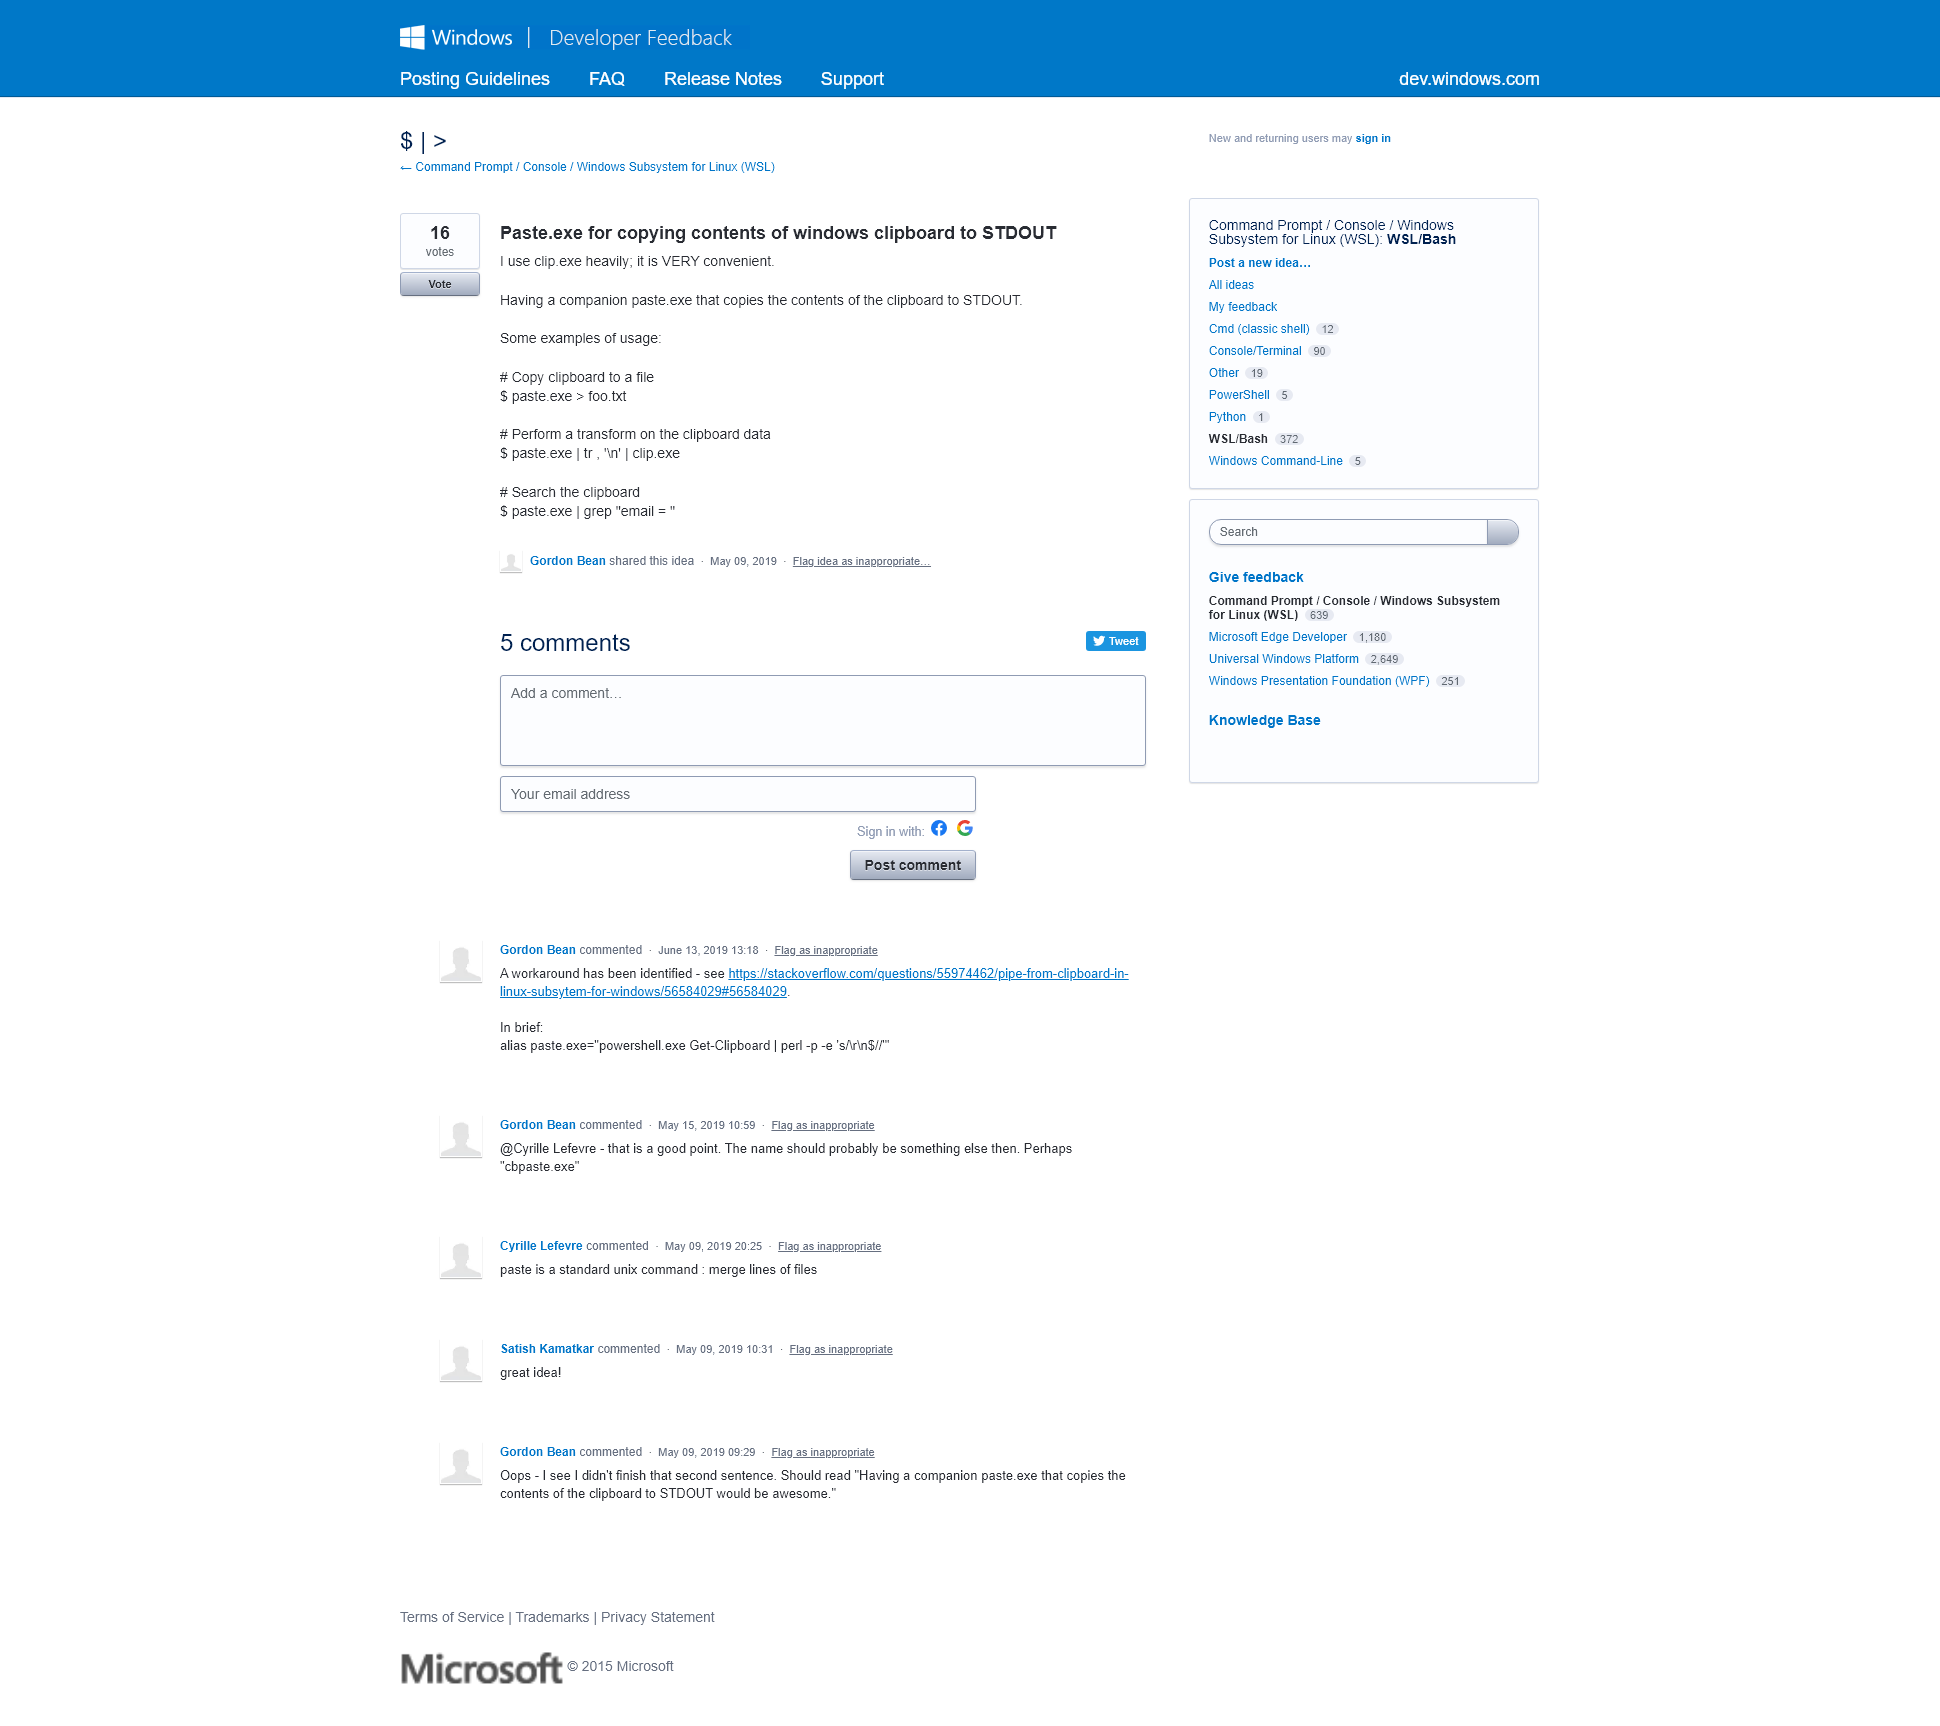 Windows | Developer Feedback
Posting Guidelines FAQ Release Notes Support dev.windows.com
$ | >
← Command Prompt / Console / Windows Subsystem for Linux (WSL)
New and returning users may sign in
16
votes
Vote
Paste.exe for copying contents of windows clipboard to STDOUT
I use clip.exe heavily; it is VERY convenient.
Having a companion paste.exe that copies the contents of the clipboard to STDOUT.
Some examples of usage:
# Copy clipboard to a file
$ paste.exe > foo.txt
# Perform a transform on the clipboard data
$ paste.exe | tr , '\n' | clip.exe
# Search the clipboard
$ paste.exe | grep "email = "
Gordon Bean shared this idea · May 09, 2019 · Flag idea as inappropriate…
5 comments
Tweet
Add a comment…
Your email address
Sign in with:
Post comment
Gordon Bean commented · June 13, 2019 13:18 · Flag as inappropriate
A workaround has been identified - see https://stackoverflow.com/questions/55974462/pipe-from-clipboard-in-
linux-subsytem-for-windows/56584029#56584029.
In brief:
alias paste.exe="powershell.exe Get-Clipboard | perl -p -e 's/\r\n$//'"
Gordon Bean commented · May 15, 2019 10:59 · Flag as inappropriate
@Cyrille Lefevre - that is a good point. The name should probably be something else then. Perhaps
"cbpaste.exe"
Cyrille Lefevre commented · May 09, 2019 20:25 · Flag as inappropriate
paste is a standard unix command : merge lines of files
Satish Kamatkar commented · May 09, 2019 10:31 · Flag as inappropriate
great idea!
Gordon Bean commented · May 09, 2019 09:29 · Flag as inappropriate
Oops - I see I didn't finish that second sentence. Should read "Having a companion paste.exe that copies the
contents of the clipboard to STDOUT would be awesome."
Command Prompt / Console / Windows
Subsystem for Linux (WSL): WSL/Bash
Post a new idea…
All ideas
My feedback
Cmd (classic shell) 12
Console/Terminal 90
Other 19
PowerShell 5
Python 1
WSL/Bash 372
Windows Command-Line 5
Search
Give feedback
Command Prompt / Console / Windows Subsystem
for Linux (WSL) 639
Microsoft Edge Developer 1,180
Universal Windows Platform 2,649
Windows Presentation Foundation (WPF) 251
Knowledge Base
Terms of Service | Trademarks | Privacy Statement
Microsoft © 2015 Microsoft